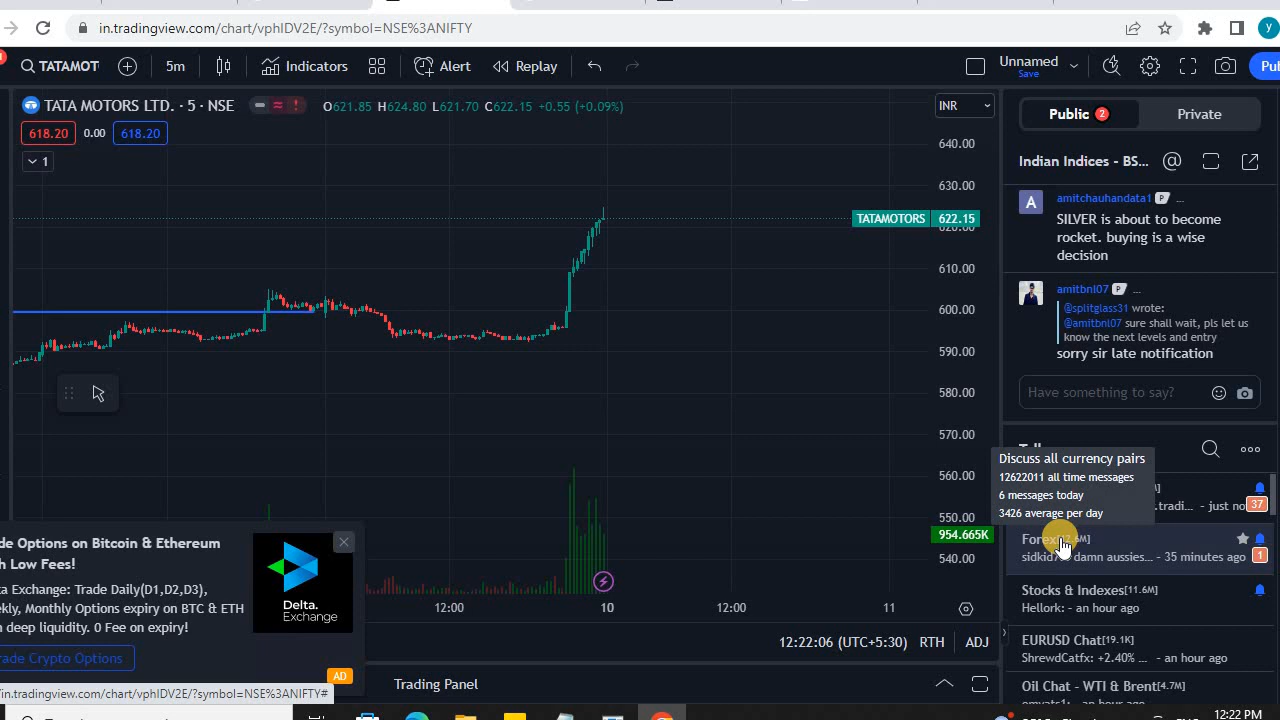 in.tradingview.com/chart/vphIDV2E/?symbol=NSE%3ANIFTY
y
TATAMOT
5m
Indicators
Alert
Replay
Unnamed
Save
TATA MOTORS LTD. · 5 · NSE
O621.85 H624.80 L621.70 C622.15 +0.55 (+0.09%)
INR
618.20
0.00
618.20
1
640.00
630.00
TATAMOTORS 622.15
620.00
610.00
600.00
590.00
580.00
570.00
560.00
550.00
954.665K
540.00
12:00
10
12:00
11
12:22:06 (UTC+5:30)
RTH
ADJ
Trading Panel
Public 2
Private
Indian Indices - BS...
A
amitchauhandata1 P ...
SILVER is about to become
rocket. buying is a wise
decision
amitbnl07 P ...
@splitglass31 wrote:
@amitbnl07 sure shall wait, pls let us
know the next levels and entry
sorry sir late notification
Have something to say?
Discuss all currency pairs
12622011 all time messages
6 messages today
3426 average per day
.tradi... - just no
37
Forex
damn aussies... - 35 minutes ago
1
Stocks & Indexes[11.6M]
Hellork: - an hour ago
EURUSD Chat[19.1K]
ShrewdCatfx: +2.40% ... - an hour ago
Oil Chat - WTI & Brent[4.7M]
de Options on Bitcoin & Ethereum
h Low Fees!
ta Exchange: Trade Daily(D1,D2,D3),
ekly, Monthly Options expiry on BTC & ETH
deep liquidity. 0 Fee on expiry!
rade Crypto Options
Delta.
Exchange
AD
/in.tradingview.com/chart/vphIDV2E/?symbol=NSE%3ANIFTY#
12:22 PM